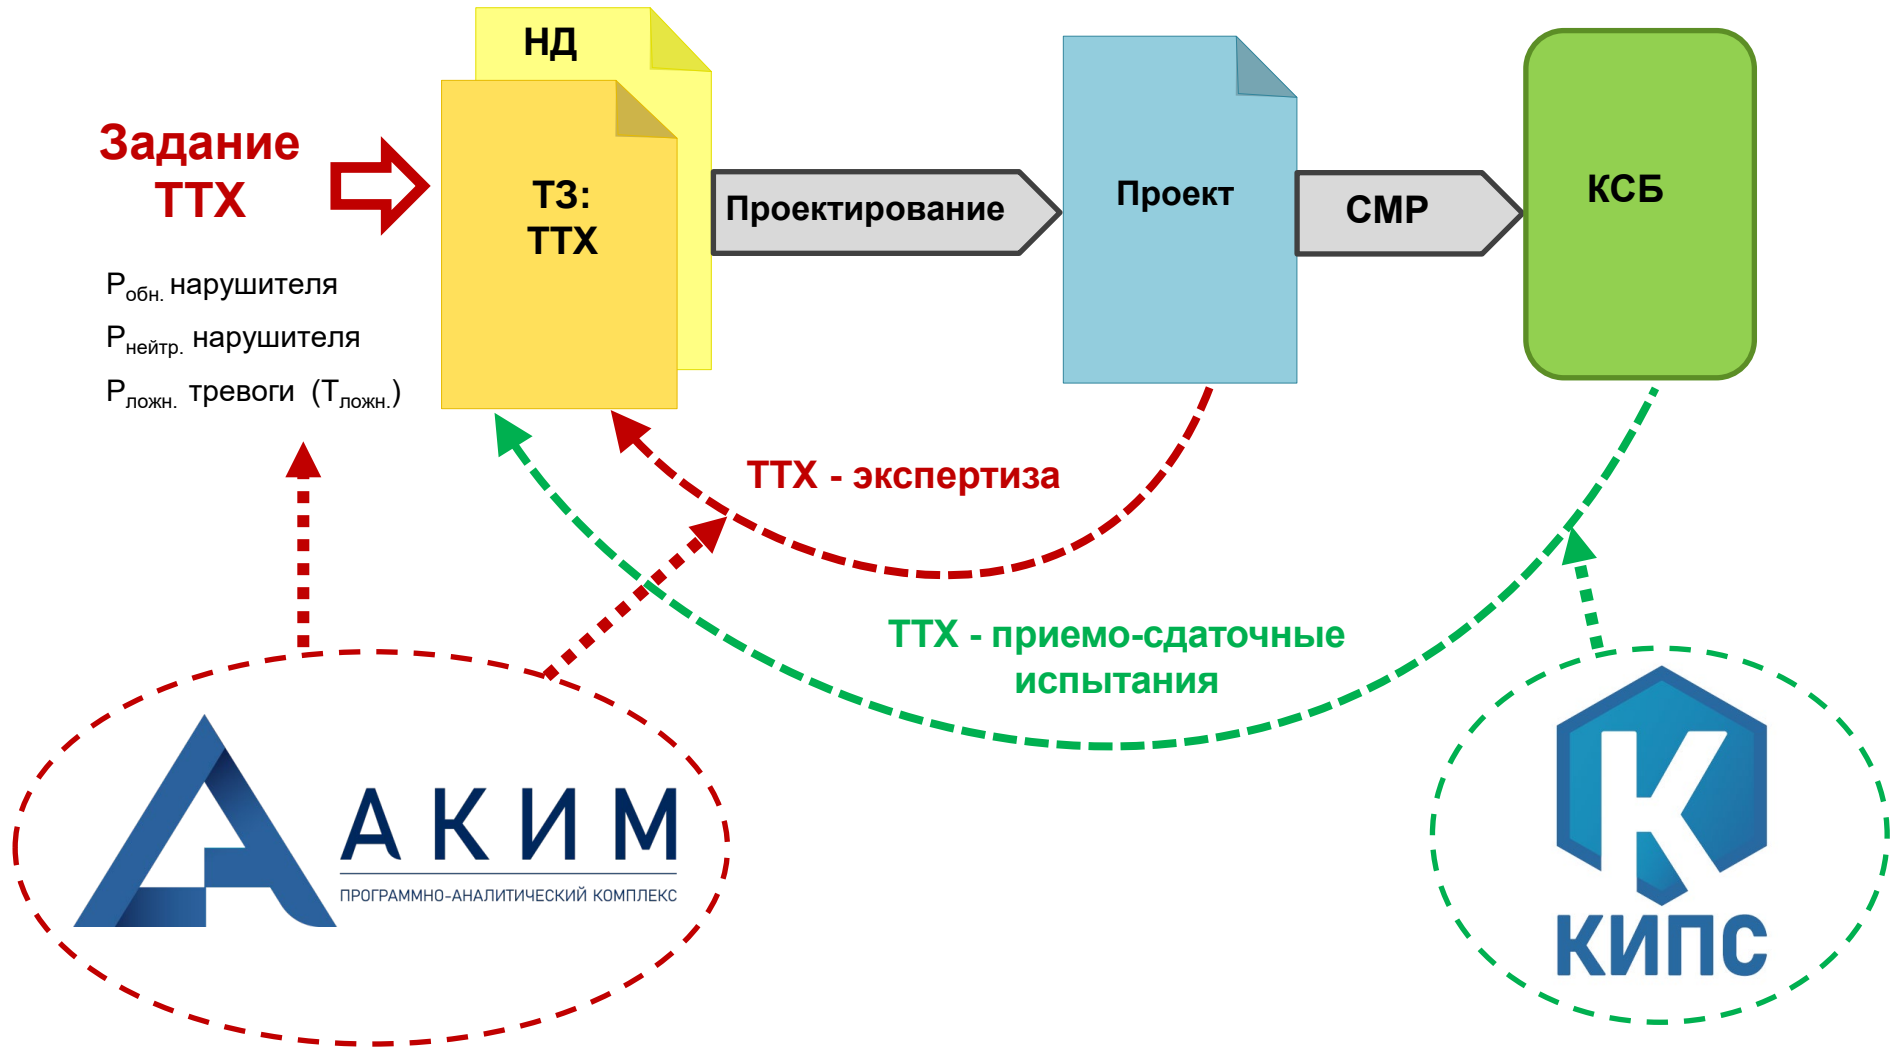 Задание
ТТХ
Pобн. нарушителя
Pнейтр. нарушителя
Pложн. тревоги (Тложн.)
НД
ТЗ:
ТТХ
Проектирование
Проект
СМР
КСБ
ТТХ - экспертиза
ТТХ - приемо-сдаточные
испытания
АКИМ
ПРОГРАММНО-АНАЛИТИЧЕСКИЙ КОМПЛЕКС
К
КИПС